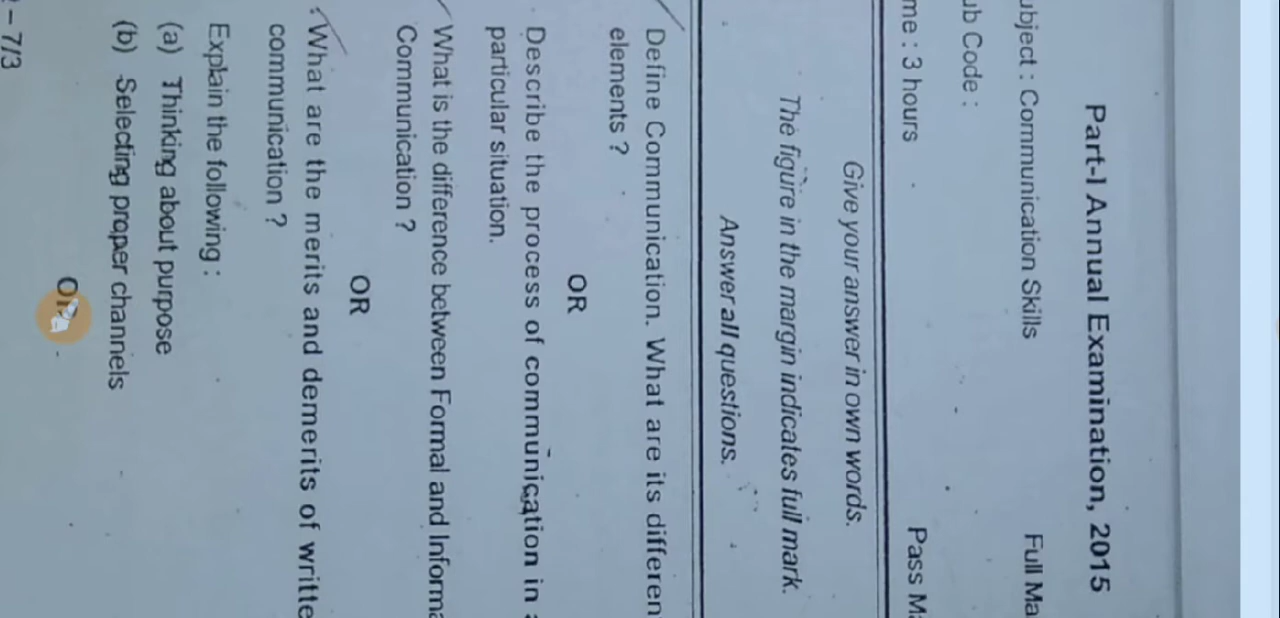 Part-I Annual Examination, 2015
ubject : Communication Skills Full Ma
ub Code :
me : 3 hours Pass Ma
Give your answer in own words.
The figure in the margin indicates full mark.
Answer all questions.
Define Communication. What are its differen
elements ?
OR
Describe the process of communication in a
particular situation.
What is the difference between Formal and Informa
Communication ?
OR
What are the merits and demerits of writte
communication ?
Explain the following :
(a) Thinking about purpose
(b) Selecting proper channels
OR
– 7/3